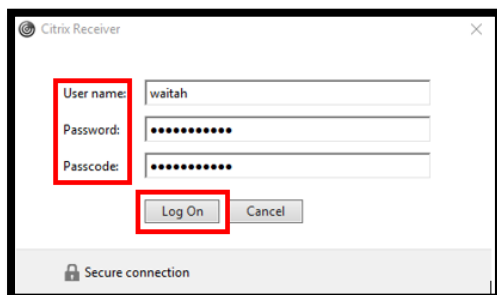 Citrix Receiver
User name: waitah
Password: •••••••••••
Passcode: •••••••••••
Log On Cancel
Secure connection